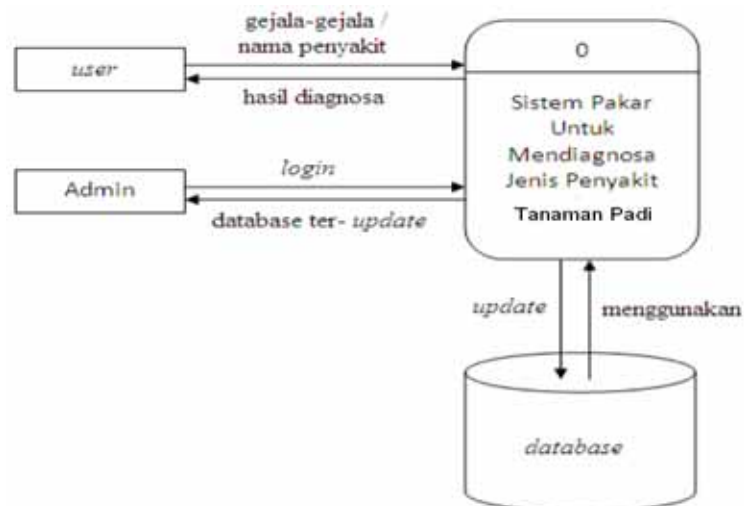 gejala-gejala /
nama penyakit
user
hasil diagnosa
0
Sistem Pakar
Untuk
Mendiagnosa
Jenis Penyakit
Tanaman Padi
login
Admin
database ter- update
update
menggunakan
database